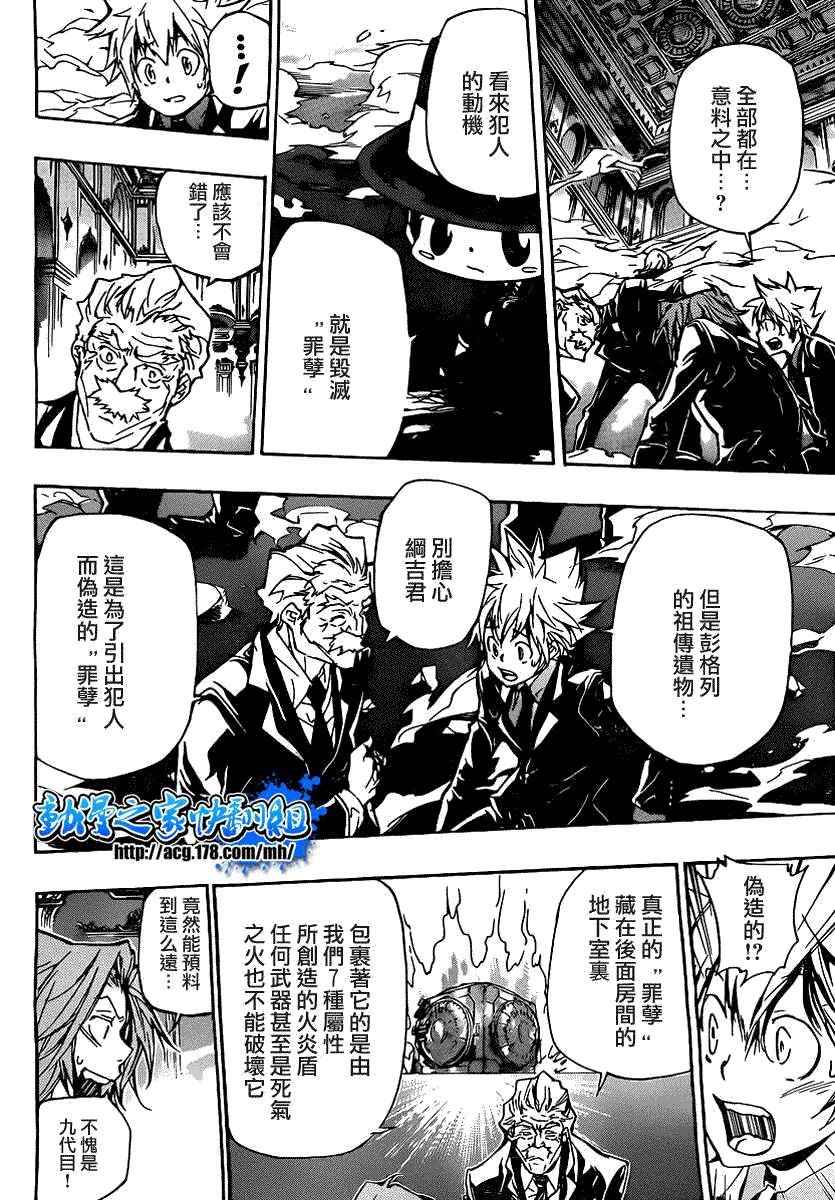 全部都在…
意料之中…?
看來犯人
的動機
就是毀滅
”罪孽“
…!
應該不會
錯了…
但是彭格列
的祖傳遺物…
別擔心
綱吉君
這是為了引出犯人
而偽造的”罪孽“
動漫之家快翻組
http://acg.178.com/mh/
偽造的!?
真正的”罪孽“
藏在後面房間的
地下室裏
包裹著它的是由
我們7種屬性
所創造的火炎盾
任何武器甚至是死氣
之火也不能破壞它
竟然能預料
到這么遠…
不愧是
九代目!